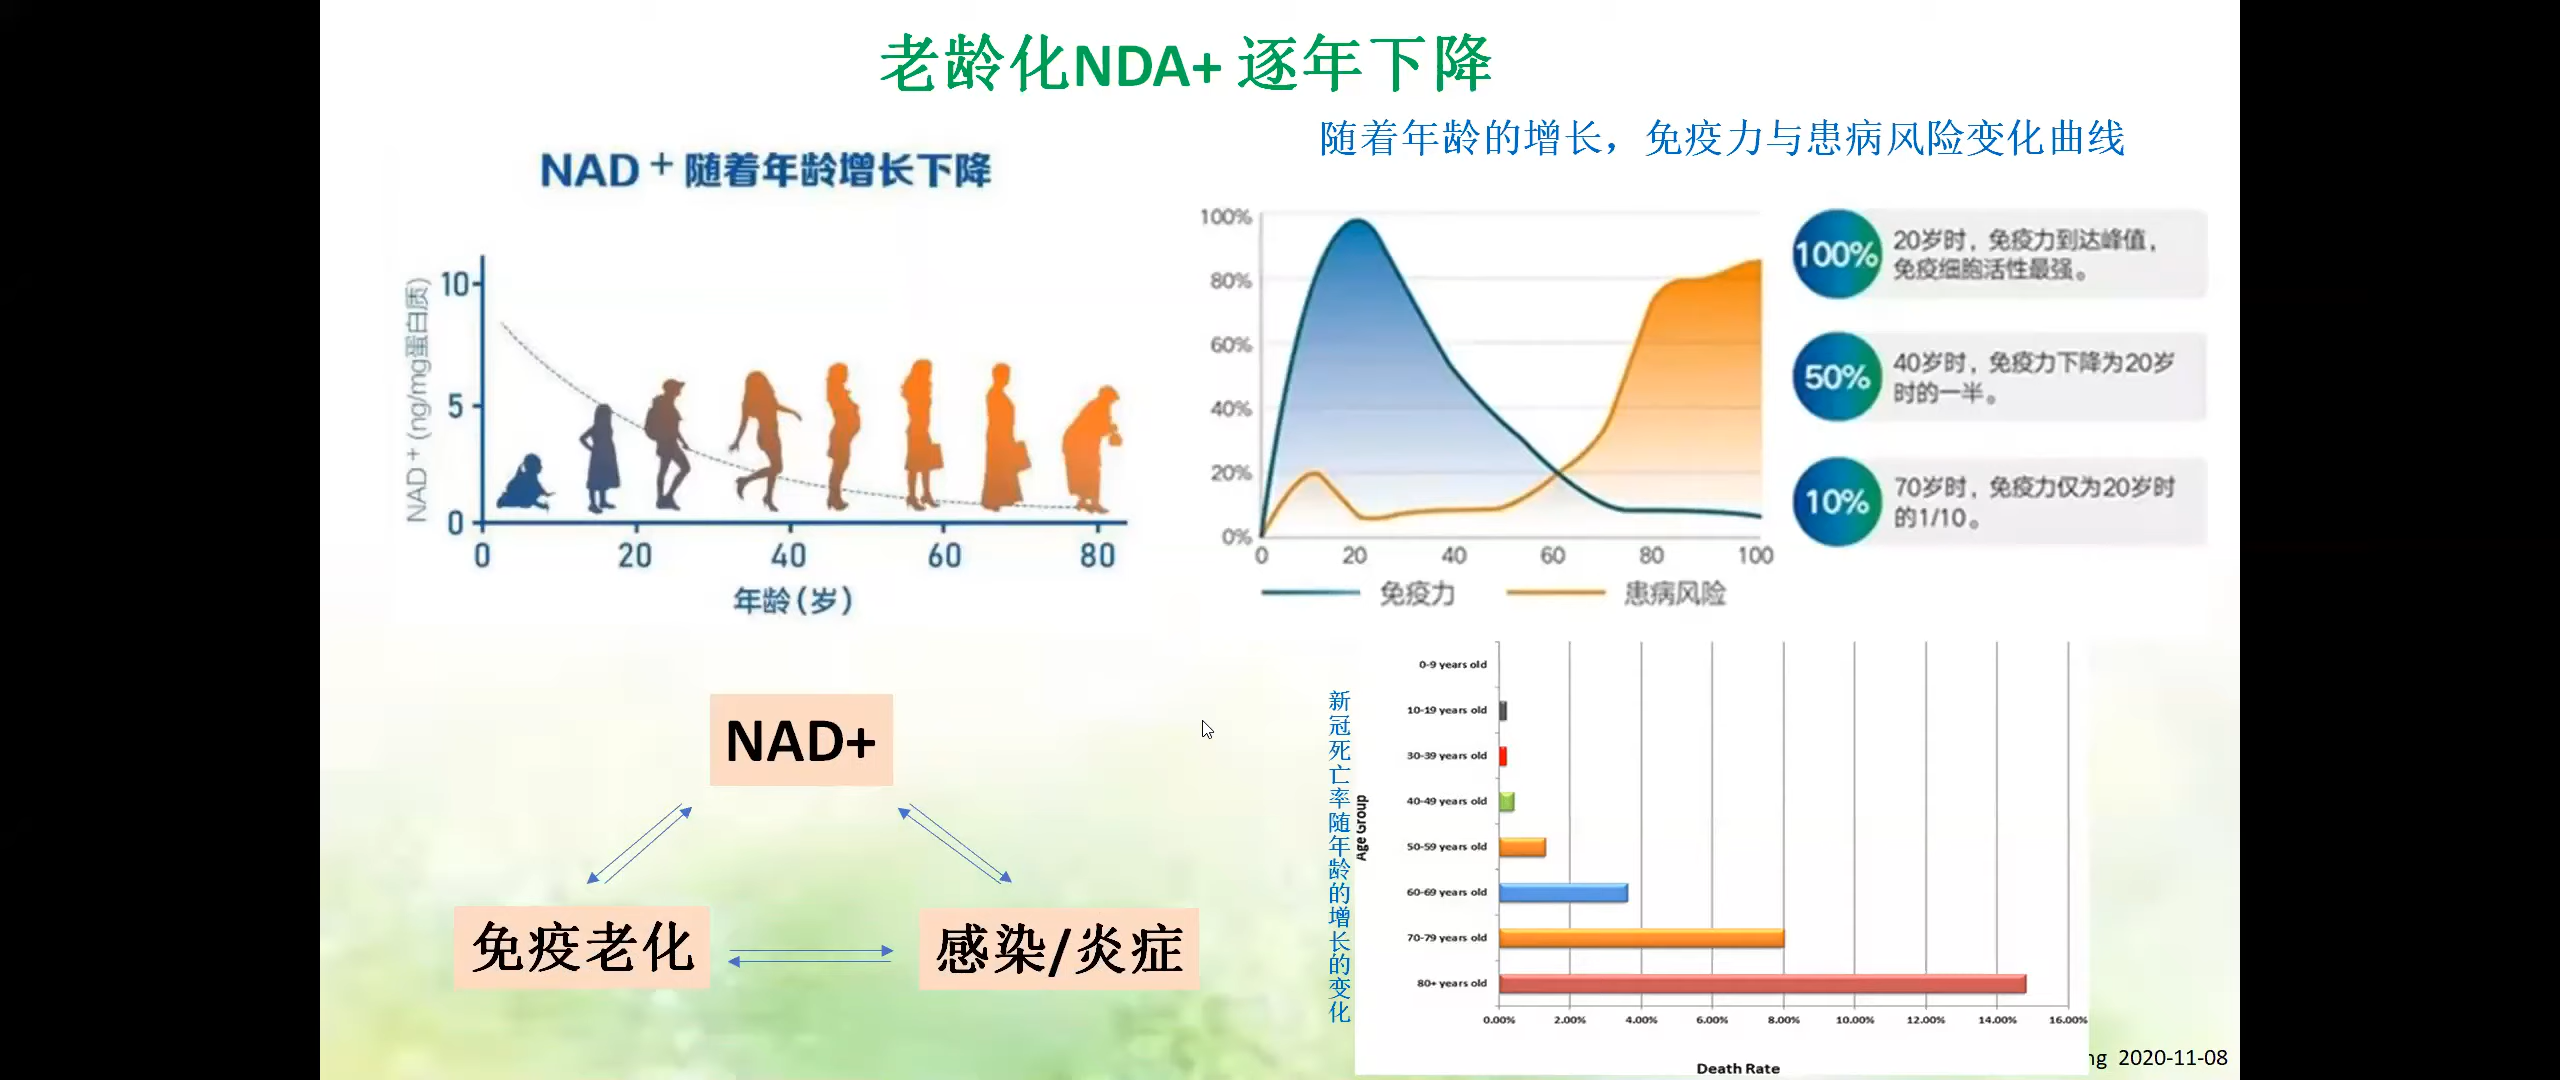 老龄化NDA+ 逐年下降
NAD+随着年龄增长下降
NAD+(ng/mg蛋白质)
10
5
0
0 20 40 60 80
年龄(岁)
随着年龄的增长，免疫力与患病风险变化曲线
100%
80%
60%
40%
20%
0%
0 20 40 60 80 100
免疫力 患病风险
100%
20岁时，免疫力到达峰值，
免疫细胞活性最强。
50%
40岁时，免疫力下降为20岁
时的一半。
10%
70岁时，免疫力仅为20岁时
的1/10。
NAD+
免疫老化
感染/炎症
新冠死亡率随年龄的增长的变化
Age Group
0-9 years old
10-19 years old
30-39 years old
40-49 years old
50-59 years old
60-69 years old
70-79 years old
80+ years old
0.00% 2.00% 4.00% 6.00% 8.00% 10.00% 12.00% 14.00% 16.00%
Death Rate
ng 2020-11-08